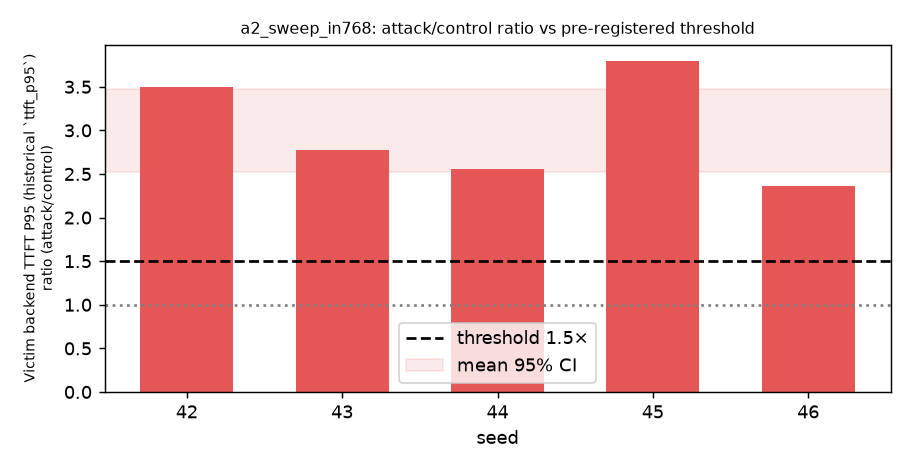 a2_sweep_in768: attack/control ratio vs pre-registered threshold
Victim backend TTFT P95 (historical `ttft_p95`)
ratio (attack/control)
3.5
3.0
2.5
2.0
1.5
1.0
0.5
0.0
threshold 1.5×
mean 95% CI
42
43
44
45
46
seed